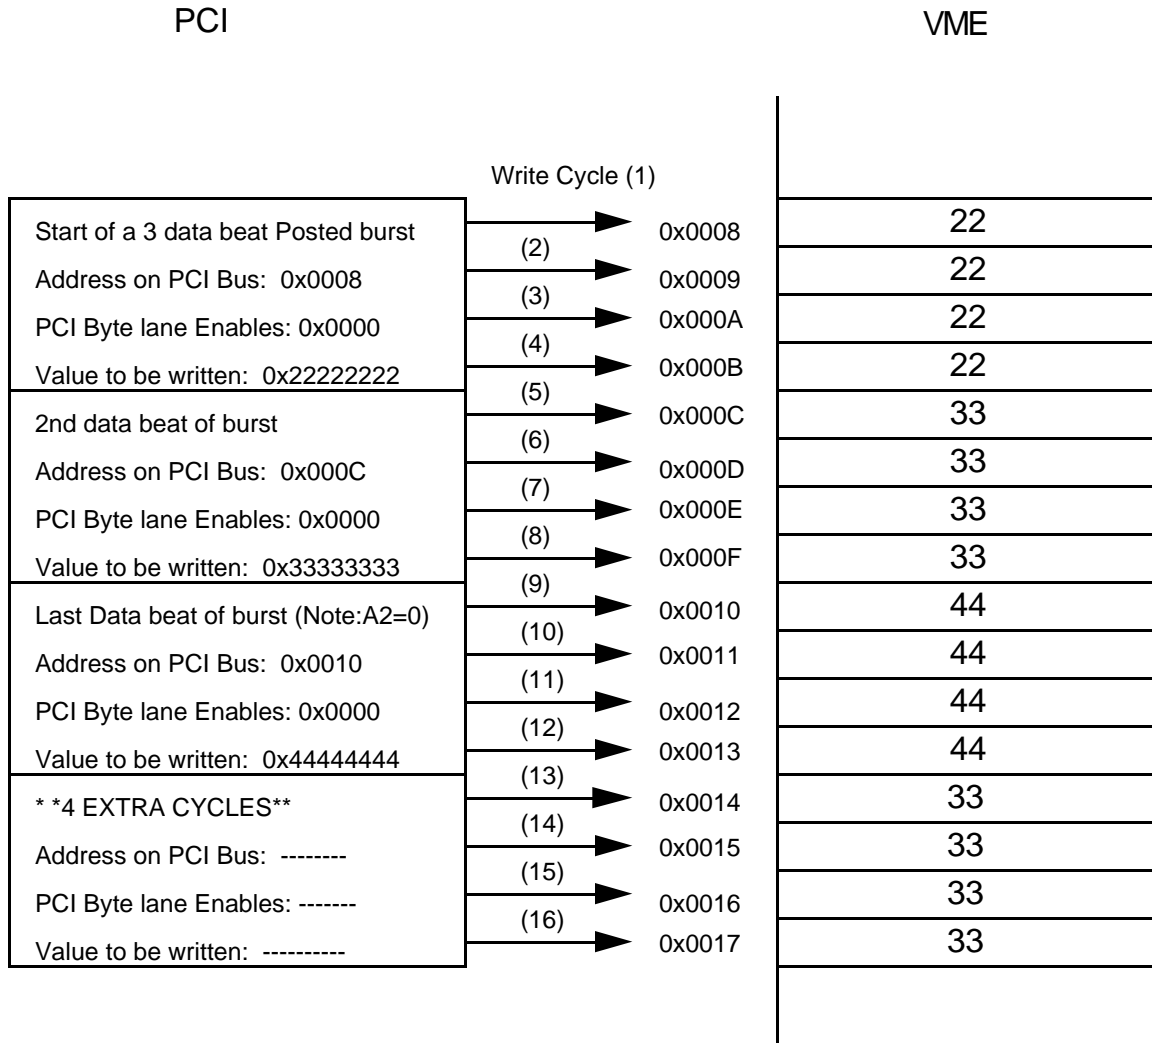 PCI
VME
Write Cycle (1)
Start of a 3 data beat Posted burst
Address on PCI Bus: 0x0008
PCI Byte lane Enables: 0x0000
Value to be written: 0x22222222
2nd data beat of burst
Address on PCI Bus: 0x000C
PCI Byte lane Enables: 0x0000
Value to be written: 0x33333333
Last Data beat of burst (Note:A2=0)
Address on PCI Bus: 0x0010
PCI Byte lane Enables: 0x0000
Value to be written: 0x44444444
* *4 EXTRA CYCLES**
Address on PCI Bus: --------
PCI Byte lane Enables: -------
Value to be written: ----------
0x0008 22
(2)
0x0009 22
(3)
0x000A 22
(4)
0x000B 22
(5)
0x000C 33
(6)
0x000D 33
(7)
0x000E 33
(8)
0x000F 33
(9)
0x0010 44
(10)
0x0011 44
(11)
0x0012 44
(12)
0x0013 44
(13)
0x0014 33
(14)
0x0015 33
(15)
0x0016 33
(16)
0x0017 33